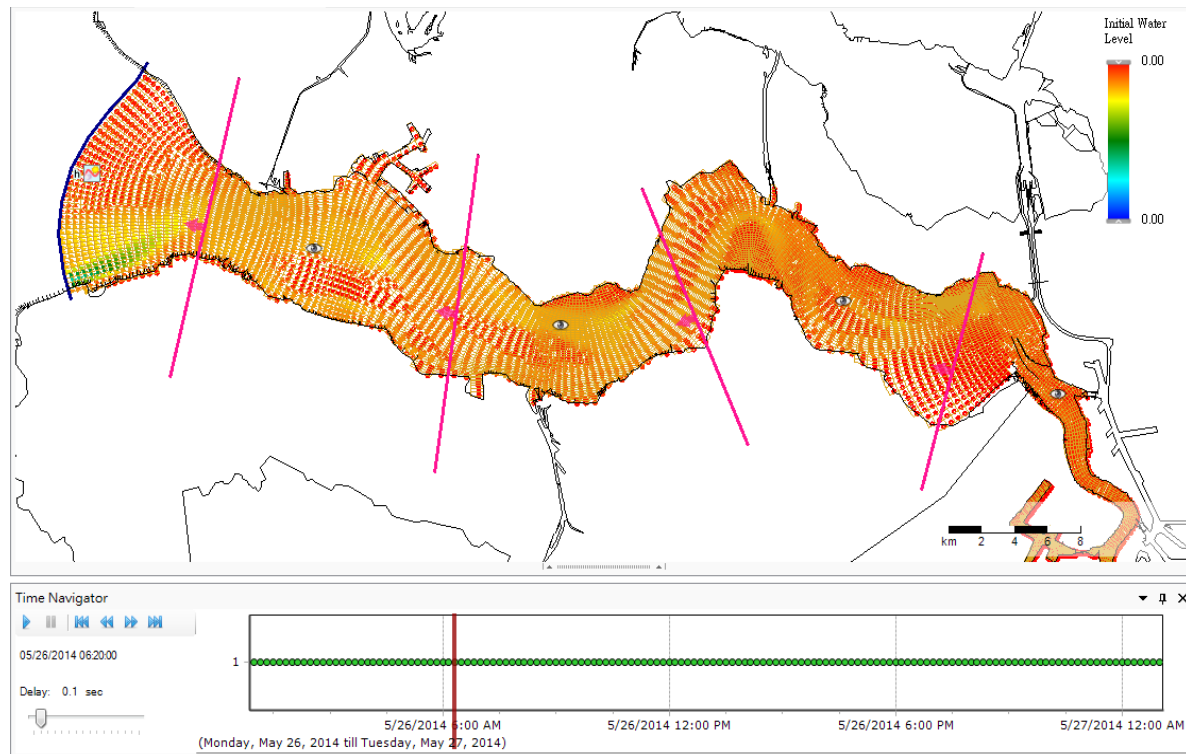 Initial Water
Level
0.00
0.00
h
km 2 4 6 8
Time Navigator
05/26/2014 06:20:00
Delay: 0.1 sec
1
5/26/2014 6:00 AM 5/26/2014 12:00 PM 5/26/2014 6:00 PM 5/27/2014 12:00 AM
(Monday, May 26, 2014 till Tuesday, May 27, 2014)